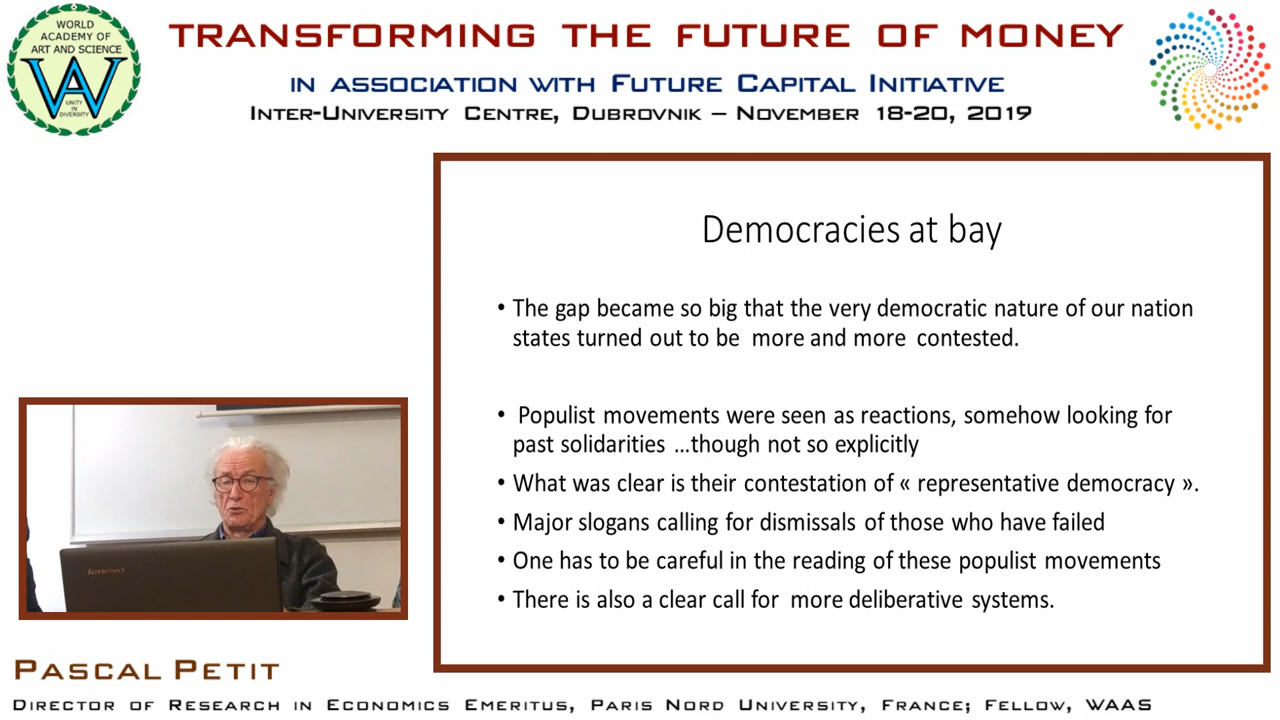 WORLD
ACADEMY OF
ART AND SCIENCE
WA
UNITY
IN
DIVERSITY
TRANSFORMING THE FUTURE OF MONEY
IN ASSOCIATION WITH FUTURE CAPITAL INITIATIVE
INTER-UNIVERSITY CENTRE, DUBROVNIK – NOVEMBER 18-20, 2019
Democracies at bay
• The gap became so big that the very democratic nature of our nation
states turned out to be more and more contested.
• Populist movements were seen as reactions, somehow looking for
past solidarities ...though not so explicitly
• What was clear is their contestation of « representative democracy ».
• Major slogans calling for dismissals of those who have failed
• One has to be careful in the reading of these populist movements
• There is also a clear call for more deliberative systems.
lenovo
PASCAL PETIT
DIRECTOR OF RESEARCH IN ECONOMICS EMERITUS, PARIS NORD UNIVERSITY, FRANCE; FELLOW, WAAS